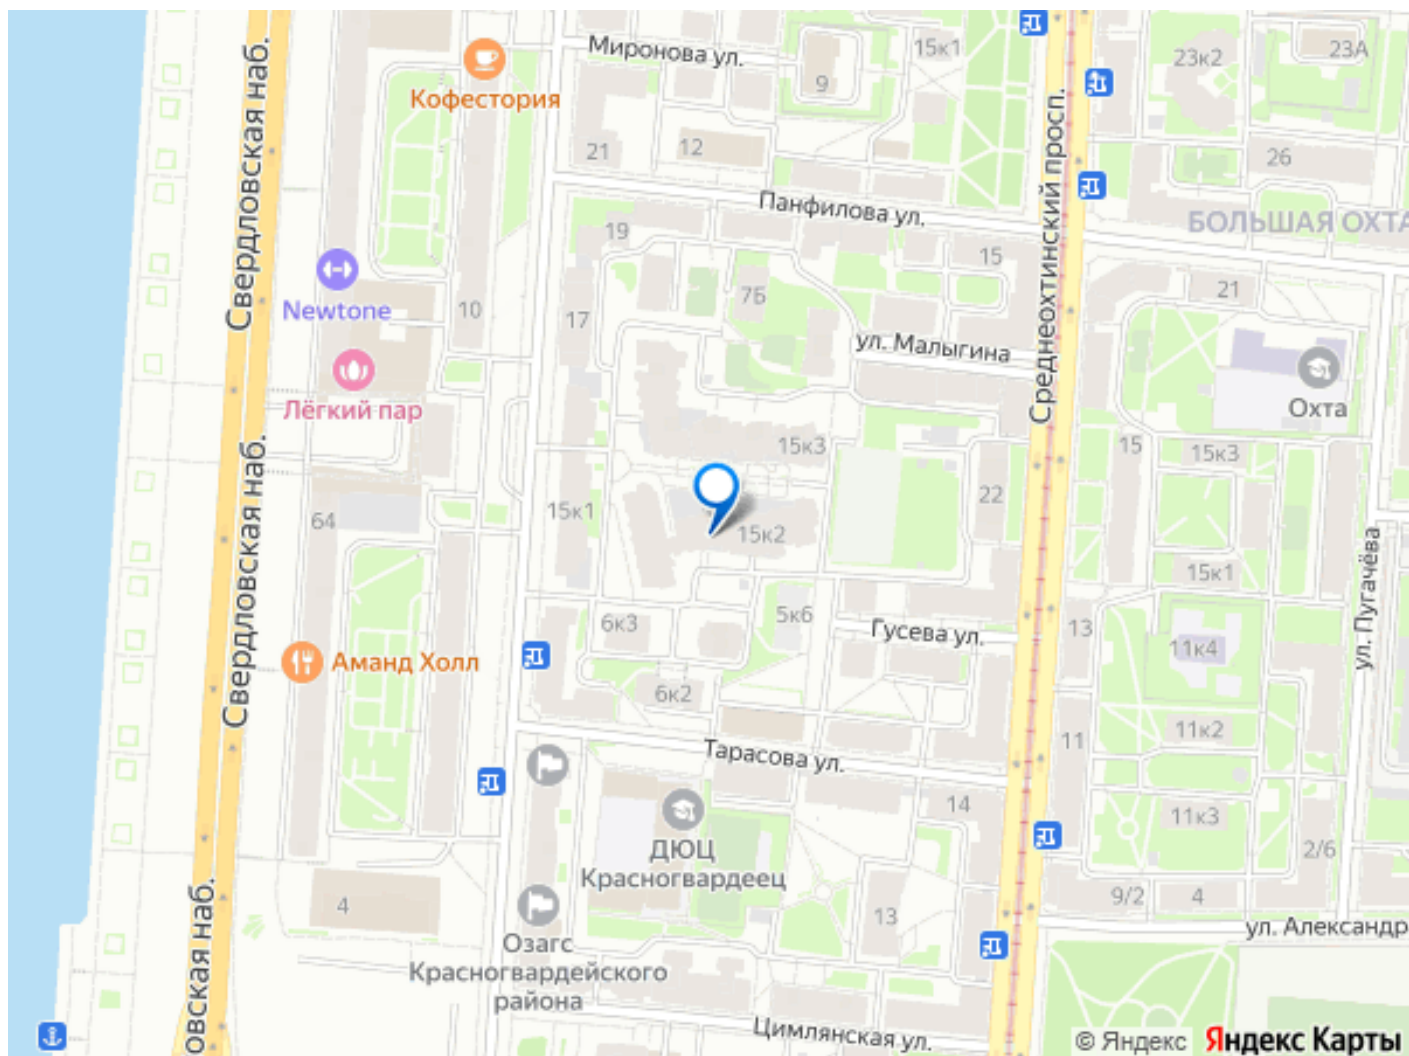 Миронова ул.
15к1
23к2
23А
9
Кофестория
Свердловская наб.
21
12
26
Среднеохтинский просп.
Панфилова ул.
БОЛЬШАЯ ОХТА
19
15
Newtone
10
17
7Б
21
ул. Малыгина
Лёгкий пар
Охта
15к3
15
15к3
Свердловская наб.
64
15к1
15к2
22
15к1
ул. Пугачёва
6к3
5к6
Гусева ул.
13
11к4
Аманд Холл
6к2
11к2
11
Тарасова ул.
14
11к3
ДЮЦ
Красногвардеец
2/6
4
13
9/2
4
ул. Александр
овская наб.
Озагс
Красногвардейского
района
Цимлянская ул.
© Яндекс Яндекс Карты